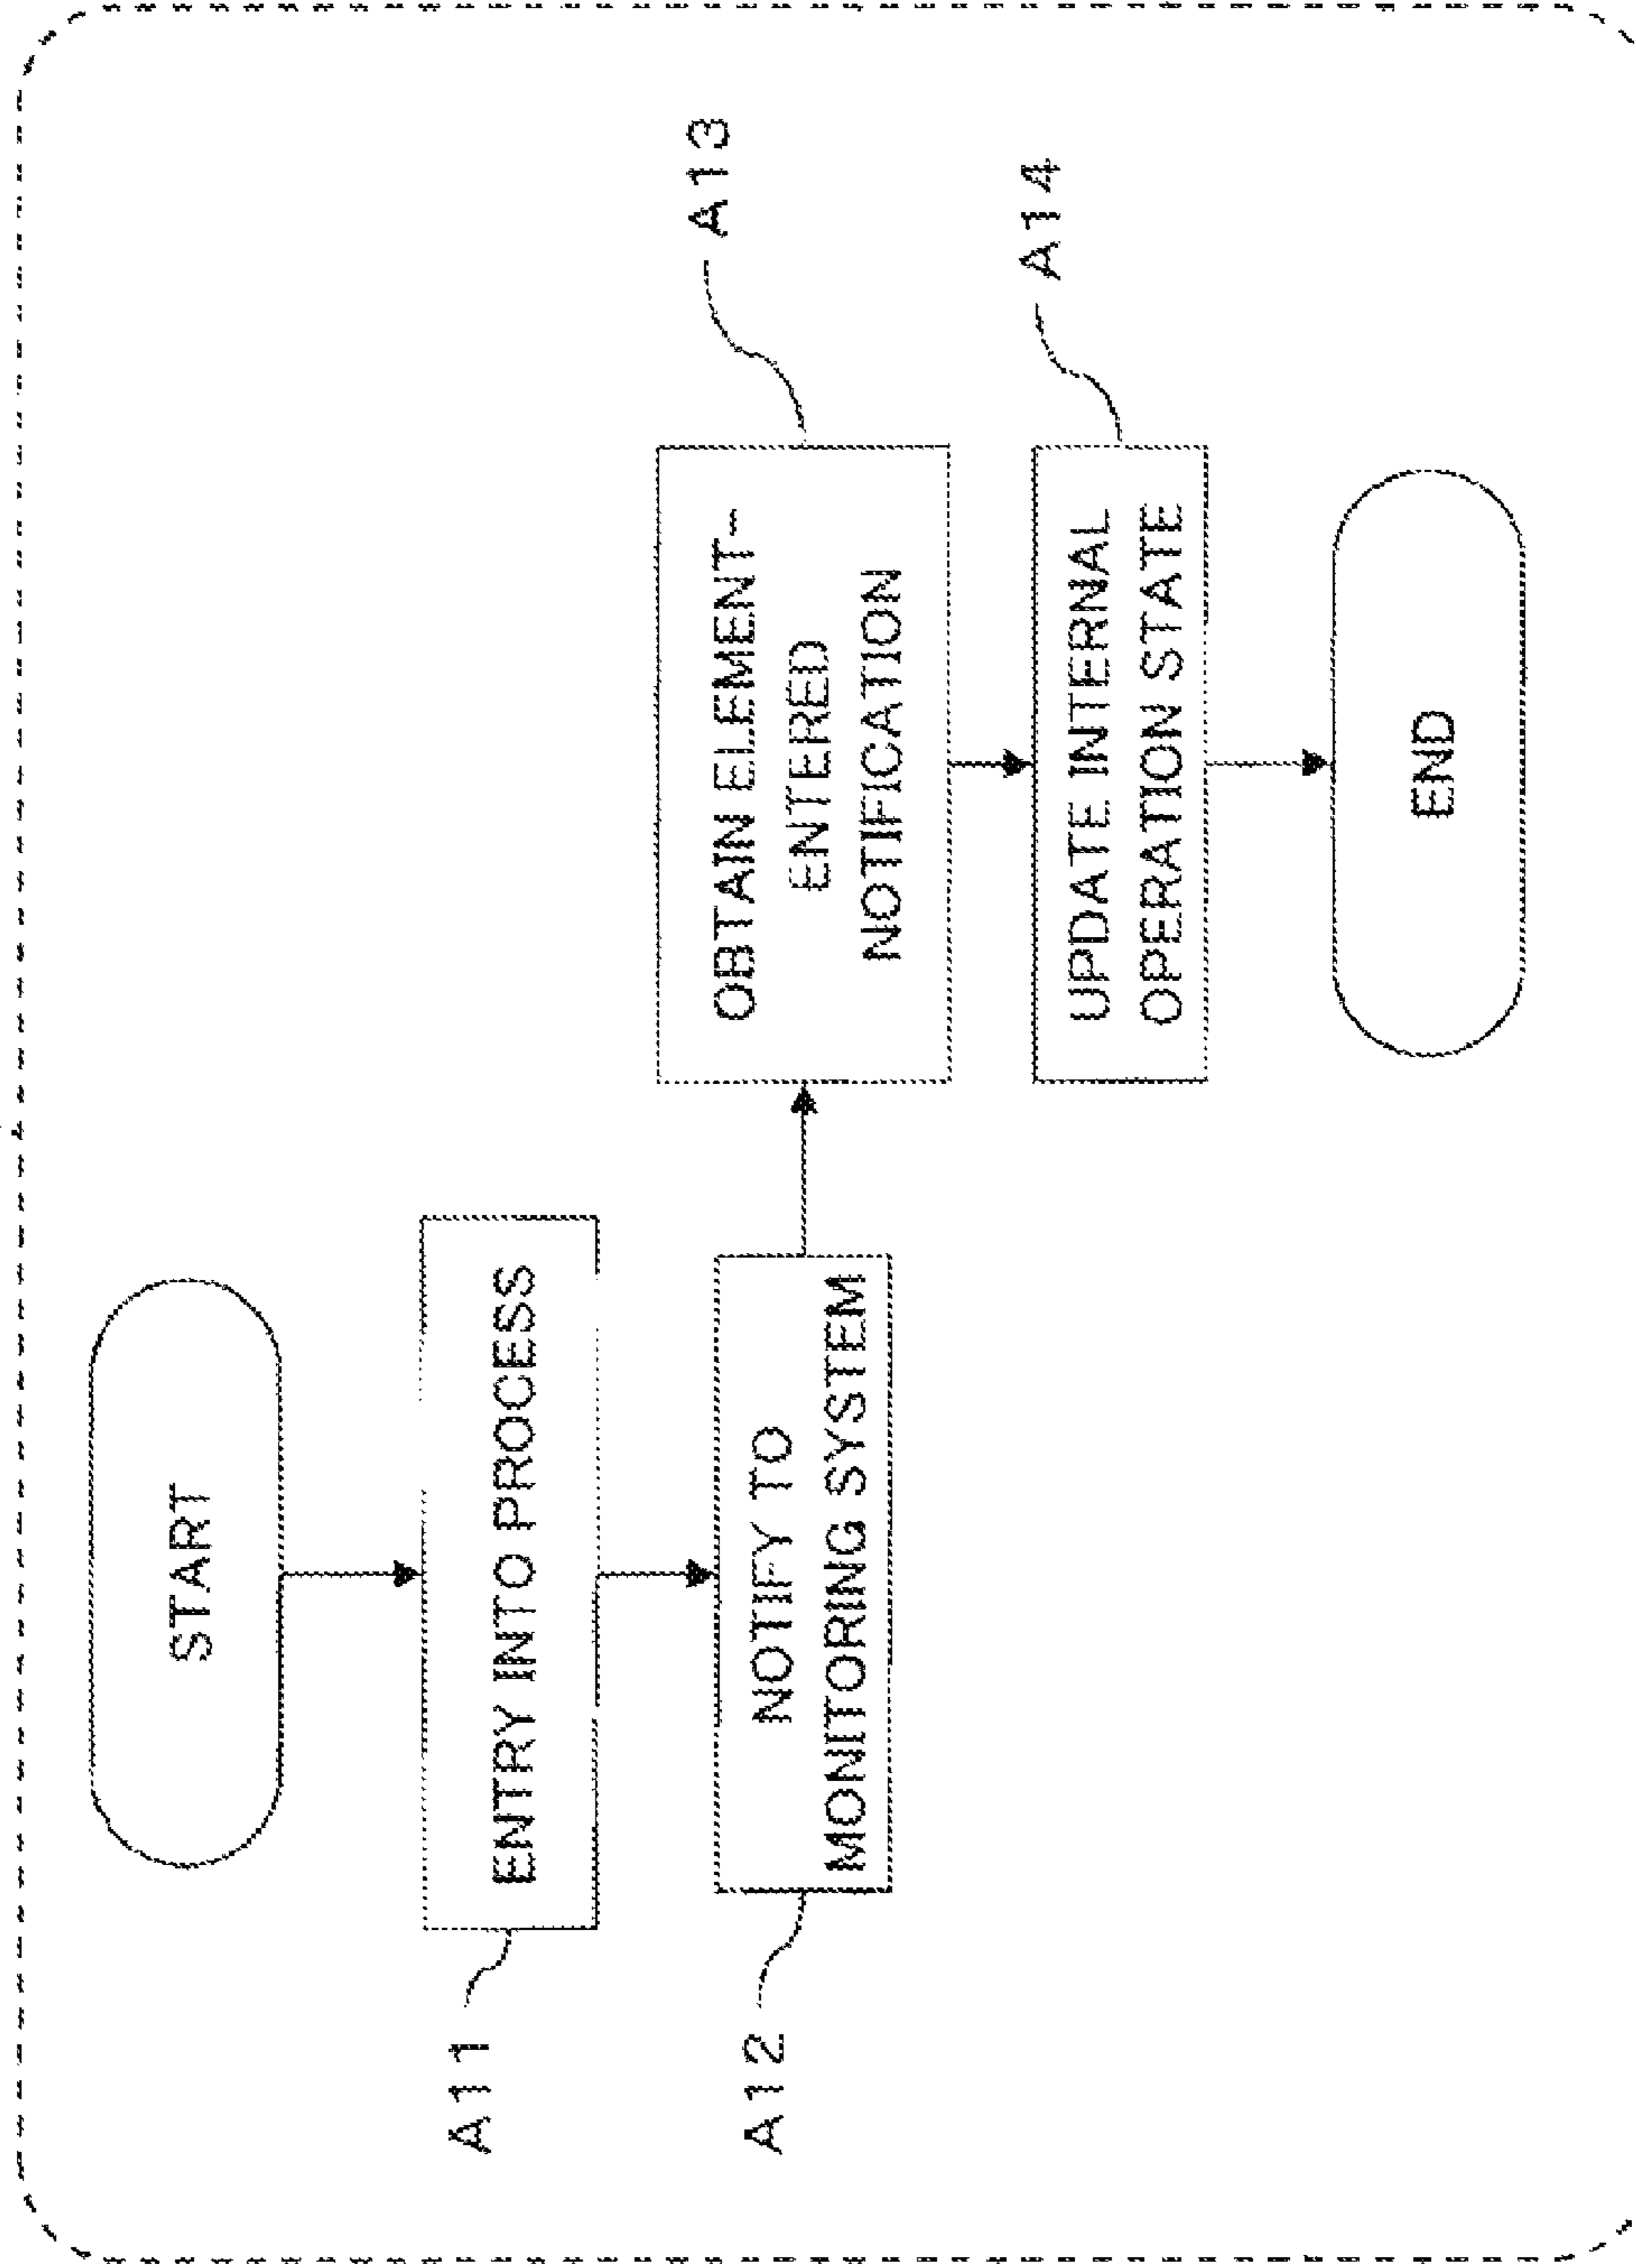 START
A11
ENTRY INTO PROCESS
A12
NOTIFY TO
MONITORING SYSTEM
OBTAIN ELEMENT-
ENTERED
NOTIFICATION
A13
UPDATE INTERNAL
OPERATION STATE
A14
END